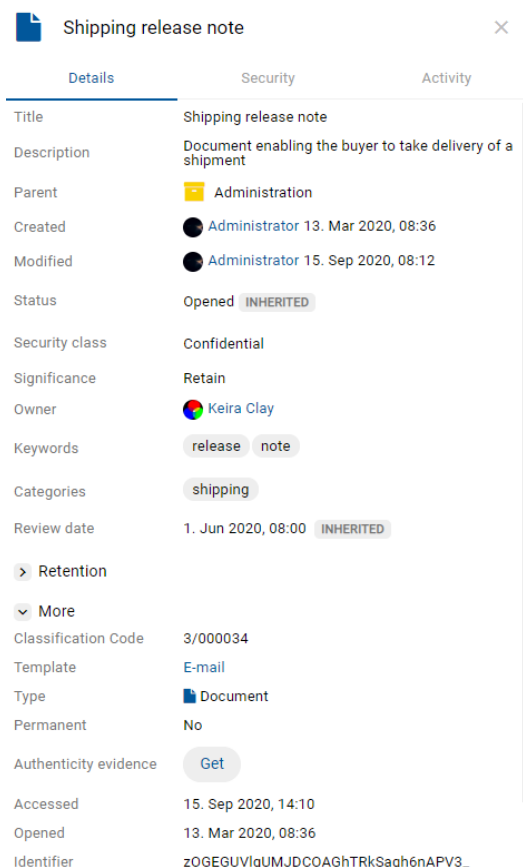 Shipping release note
Details Security Activity
Title Shipping release note
Description Document enabling the buyer to take delivery of a
shipment
Parent Administration
Created Administrator 13. Mar 2020, 08:36
Modified Administrator 15. Sep 2020, 08:12
Status Opened INHERITED
Security class Confidential
Significance Retain
Owner Keira Clay
Keywords release note
Categories shipping
Review date 1. Jun 2020, 08:00 INHERITED
Retention
More
Classification Code 3/000034
Template E-mail
Type Document
Permanent No
Authenticity evidence Get
Accessed 15. Sep 2020, 14:10
Opened 13. Mar 2020, 08:36
Identifier